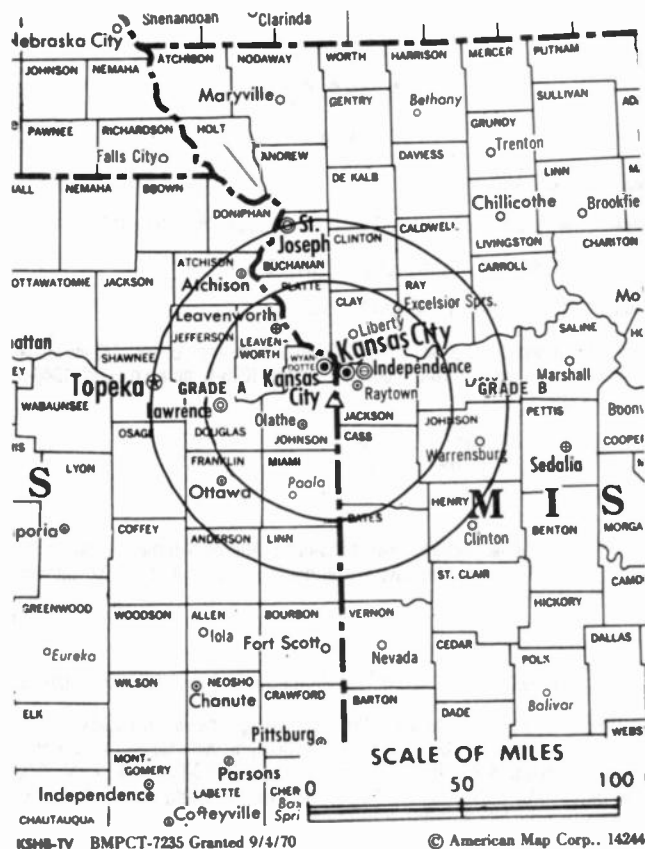 Shenandoah
Clarinda
Nebraska City
ATCHISON NODAWAY WORTH HARRISON MERCER PUTNAM
JOHNSON NEMAHA
SULLIVAN
Maryville
GENTRY
Bethany
GRUNDY
PAWNEE RICHARDSON HOLT
Trenton
Falls City
ANDREW
DAVIESS
LINN
DE KALB
NEMAHA BROWN
Chillicothe
DONIPHAN
St.
Joseph
CLINTON
CALDWELL
LIVINGSTON
CHARITON
ATCHISON
BUCHANAN
CARROLL
OTTAWATOMIE JACKSON
Atchison
PLATTE
RAY
CLAY
Excelsior Sprs.
Leavenworth
JEFFERSON
LEAVEN-
WORTH
Liberty
SALINE
SHAWNEE
WYAN
DOTTE
Kansas City
Independence
Marshall
Topeka
GRADE A
Kansas
City
Raytown
GRADE B
WABAUNSEE
Lawrence
JACKSON
JOHNSON
PETTIS
Olathe
OSAGE
DOUGLAS
JOHNSON
CASS
COOPER
LYON
FRANKLIN
MIAMI
Warrensburg
Sedalia
S
Ottawa
Paola
HENRY
M I S
BATES
Clinton
BENTON
COFFEY
ANDERSON LINN
ST. CLAIR
GREENWOOD
WOODSON
ALLEN
BOURBON
VERNON
HICKORY
Iola
Fort Scott
Nevada
CEDAR
DALLAS
Eureka
POLK
WILSON
NEOSHO
Chanute
CRAWFORD
BARTON
Bolivar
ELK
DADE
Pittsburg
SCALE OF MILES
MONT-
GOMERY
Parsons
Independence
LABETTE
0 50 100
CHAUTAUQUA
Coffeyville
KSHB-TV BMPCT-7235 Granted 9/4/70
© American Map Corp., 14244